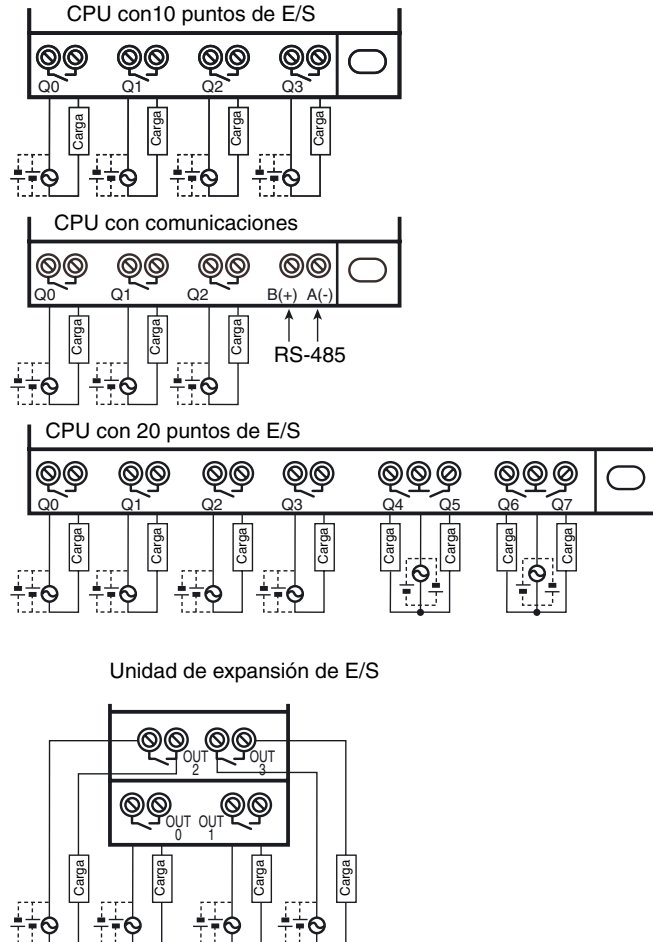 CPU con10 puntos de E/S
Q0 Q1 Q2 Q3
Carga Carga Carga Carga
CPU con comunicaciones
Q0 Q1 Q2 B(+) A(-)
Carga Carga Carga
RS-485
CPU con 20 puntos de E/S
Q0 Q1 Q2 Q3 Q4 Q5 Q6 Q7
Carga Carga Carga Carga Carga Carga Carga Carga
Unidad de expansión de E/S
OUT 2 OUT 3
OUT 0 OUT 1
Carga Carga Carga Carga